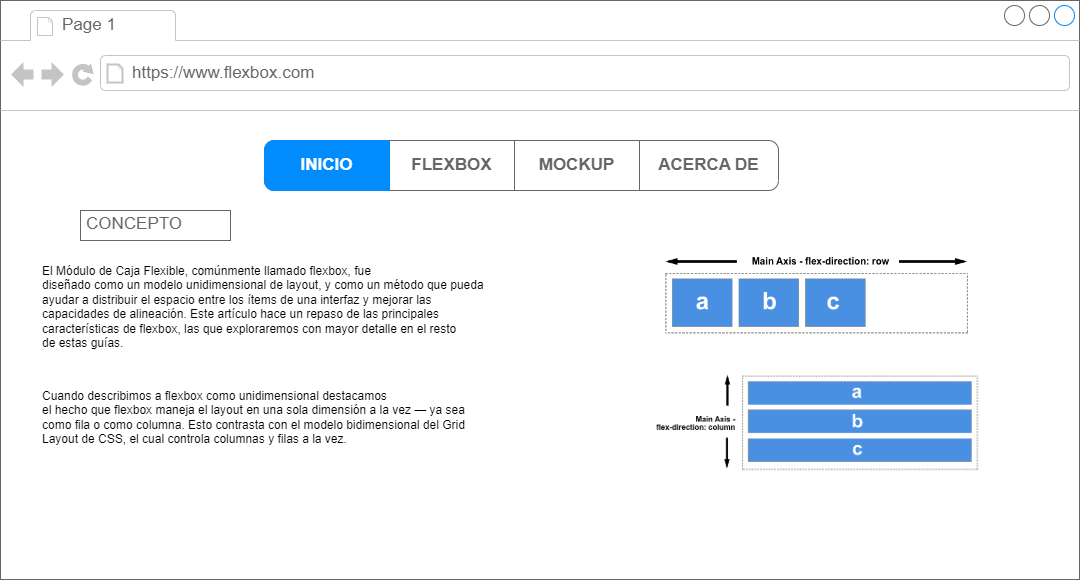 Page 1
https://www.flexbox.com
INICIO
FLEXBOX
MOCKUP
ACERCA DE
CONCEPTO
El Módulo de Caja Flexible, comúnmente llamado flexbox, fue
diseñado como un modelo unidimensional de layout, y como un método que pueda
ayudar a distribuir el espacio entre los ítems de una interfaz y mejorar las
capacidades de alineación. Este artículo hace un repaso de las principales
características de flexbox, las que exploraremos con mayor detalle en el resto
de estas guías.
Cuando describimos a flexbox como unidimensional destacamos
el hecho que flexbox maneja el layout en una sola dimensión a la vez — ya sea
como fila o como columna. Esto contrasta con el modelo bidimensional del Grid
Layout de CSS, el cual controla columnas y filas a la vez.
Main Axis - flex-direction: row
a
b
c
Main Axis -
flex-direction: column
a
b
c